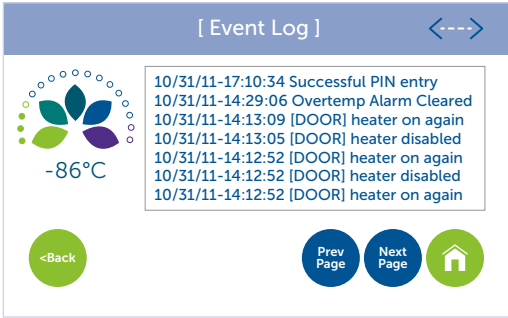 [ Event Log ]
10/31/11-17:10:34 Successful PIN entry
10/31/11-14:29:06 Overtemp Alarm Cleared
10/31/11-14:13:09 [DOOR] heater on again
10/31/11-14:13:05 [DOOR] heater disabled
10/31/11-14:12:52 [DOOR] heater on again
10/31/11-14:12:52 [DOOR] heater disabled
10/31/11-14:12:52 [DOOR] heater on again
-86°C
<Back
Prev
Page
Next
Page